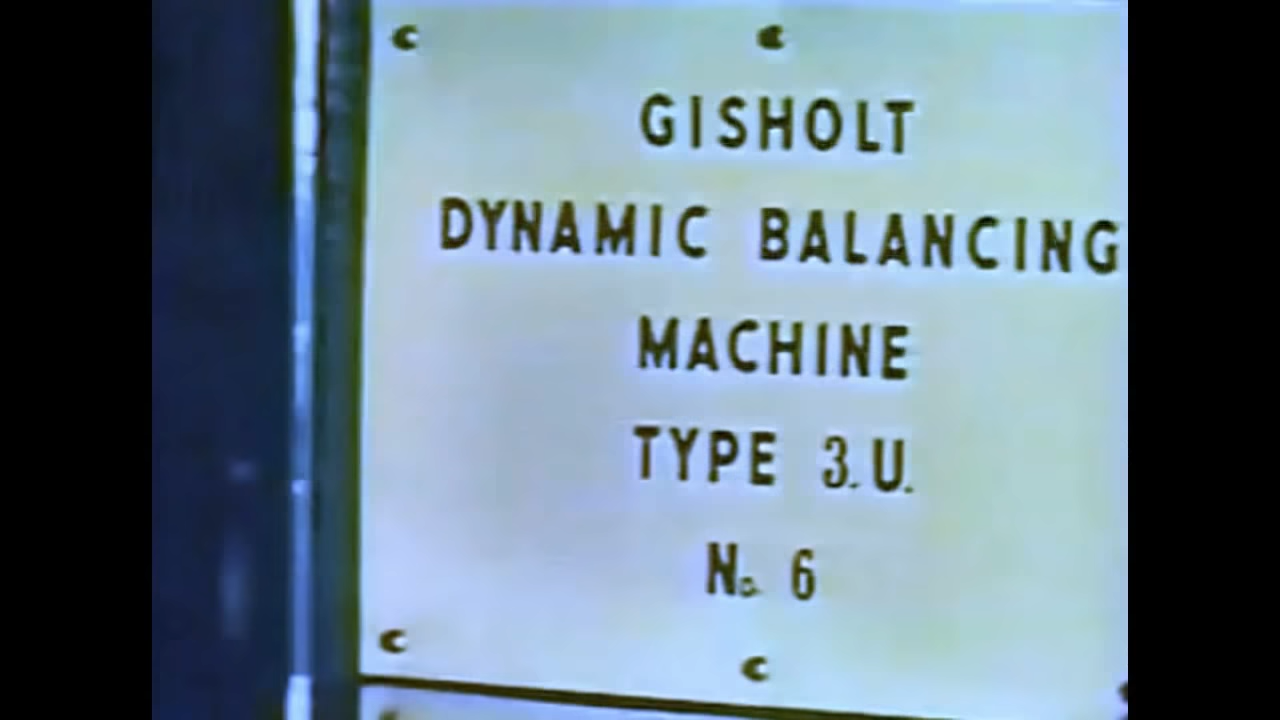 GISHOLT
DYNAMIC BALANCING
MACHINE
TYPE 3.U.
No. 6